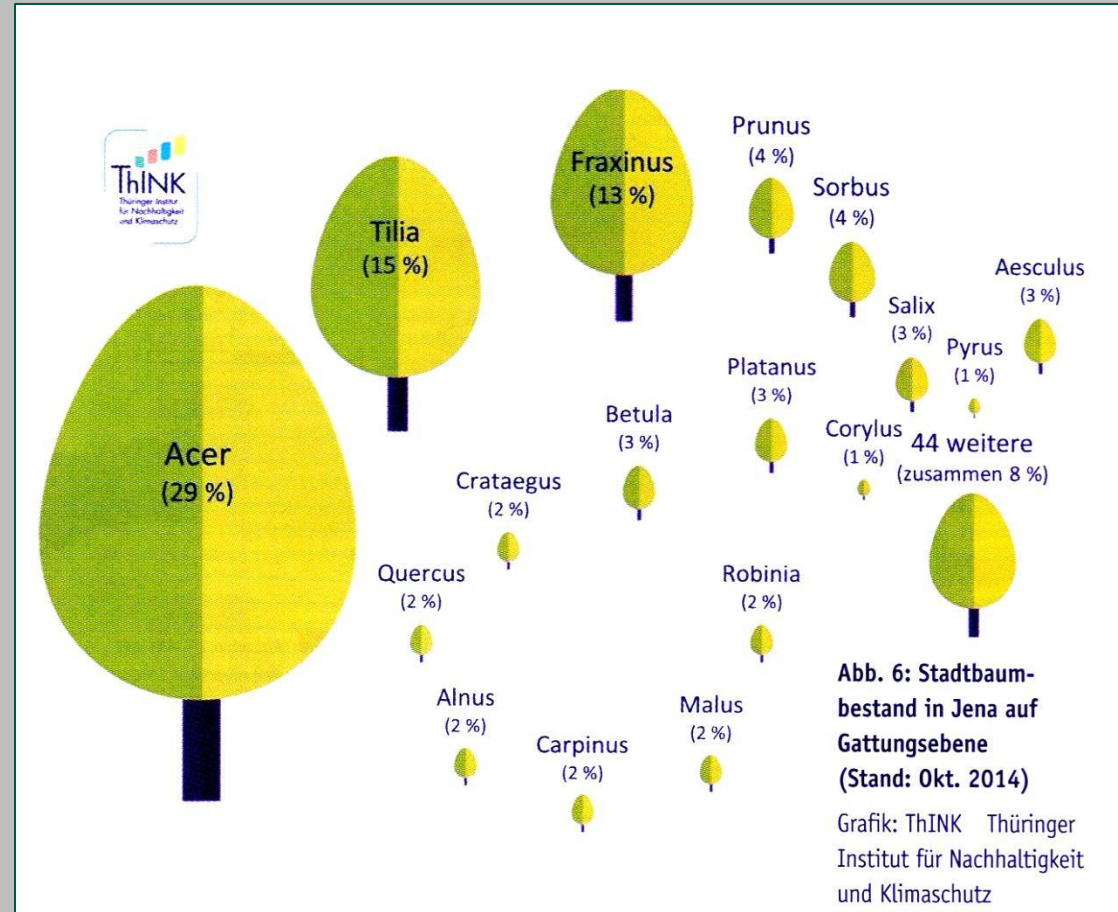 ThINK
Thüringer Institut
für Nachhaltigkeit
und Klimaschutz
Prunus
(4 %)
Fraxinus
(13 %)
Sorbus
(4 %)
Tilia
(15 %)
Aesculus
(3 %)
Salix
(3 %)
Pyrus
(1 %)
Platanus
(3 %)
Betula
(3 %)
Corylus
(1 %)
44 weitere
(zusammen 8 %)
Acer
(29 %)
Crataegus
(2 %)
Quercus
(2 %)
Robinia
(2 %)
Alnus
(2 %)
Malus
(2 %)
Carpinus
(2 %)
Abb. 6: Stadtbaum-
bestand in Jena auf
Gattungsebene
(Stand: Okt. 2014)
Grafik: ThINK Thüringer
Institut für Nachhaltigkeit
und Klimaschutz